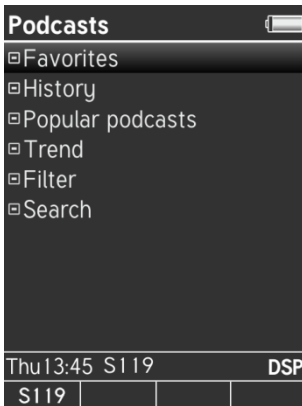 Podcasts
Favorites
History
Popular podcasts
Trend
Filter
Search
Thu13:45 S119 DSP
S119